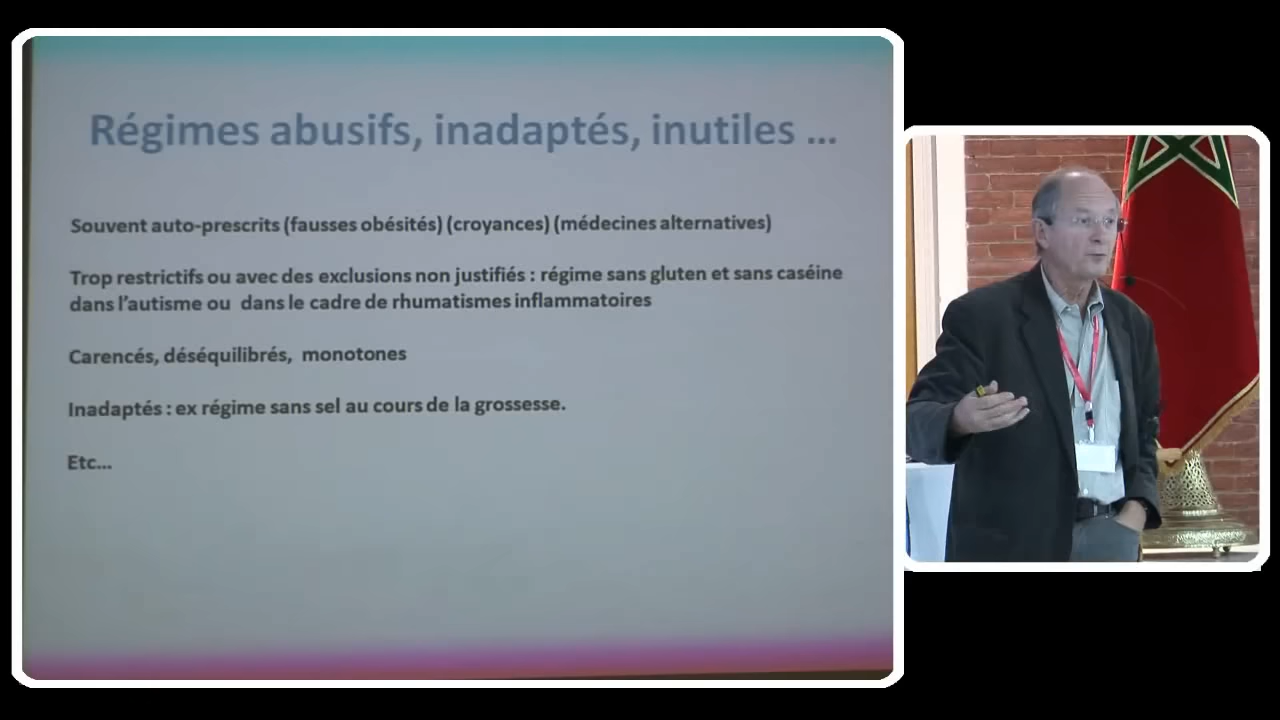 Régimes abusifs, inadaptés, inutiles ...
Souvent auto-prescrits (fausses obésités) (croyances) (médecines alternatives)
Trop restrictifs ou avec des exclusions non justifiés : régime sans gluten et sans caséine
dans l'autisme ou dans le cadre de rhumatismes inflammatoires
Carencés, déséquilibrés, monotones
Inadaptés : ex régime sans sel au cours de la grossesse.
Etc...